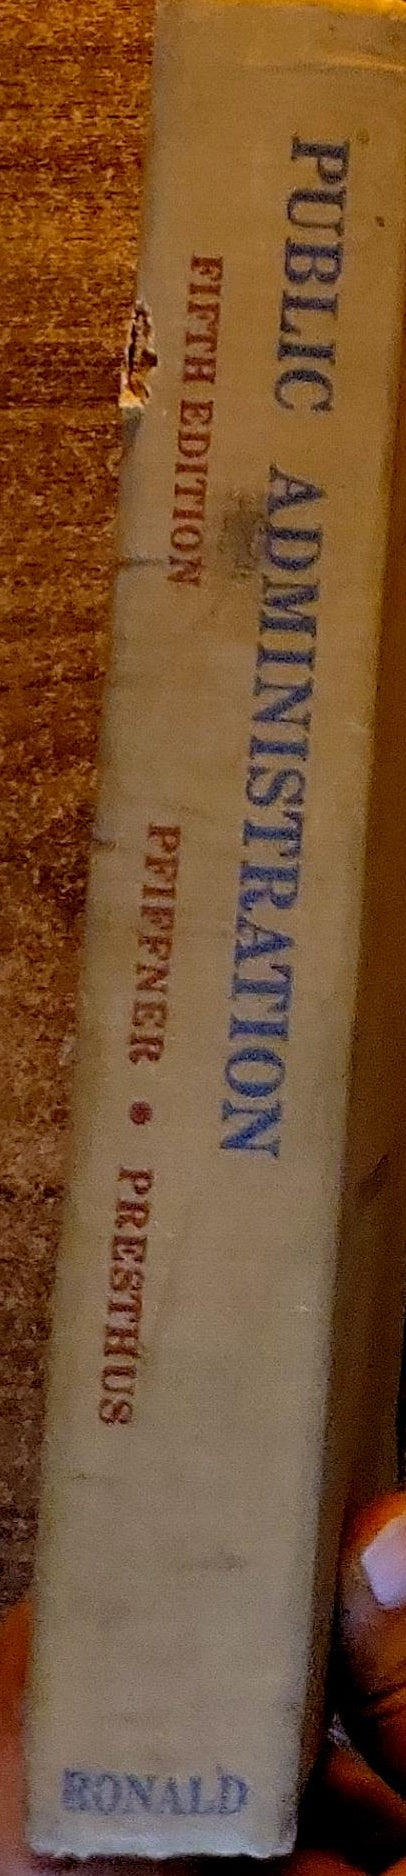 PUBLIC ADMINISTRATION
FIFTH EDITION
PFIFFNER • PRESTHUS
RONALD